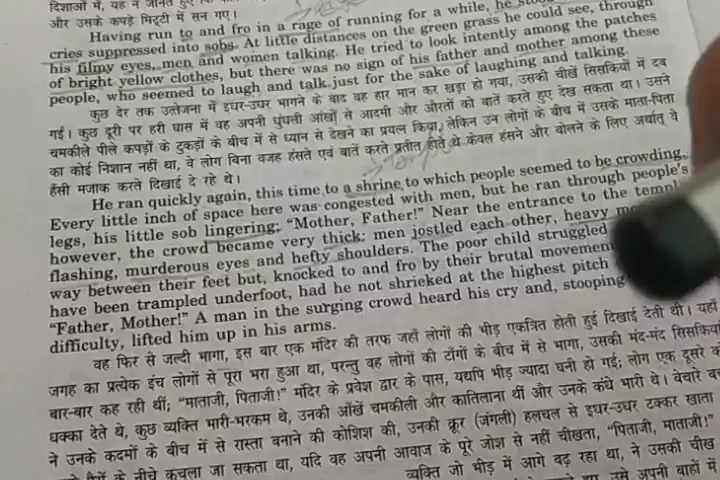 दिशाओं में, यह न जानते हुए
और उसके कपड़े मिट्टी में सन गए।
Having run to and fro in a rage of running for a while, he stood
cries suppressed into sobs. At little distances on the green grass he could see, through
his filmy eyes, men and women talking. He tried to look intently among the patches
of bright yellow clothes, but there was no sign of his father and mother among these
people, who seemed to laugh and talk just for the sake of laughing and talking.
कुछ देर तक उत्तेजना में इधर-उधर भागने के बाद वह हार मान कर खड़ा हो गया, उसकी चीखें सिसकियों में दब
गईं। कुछ दूरी पर हरी घास में वह अपनी धुंधली आंखों से आदमी और औरतों को बातें करते हुए देख सकता था। उसने
चमकीले पीले कपड़ों के टुकड़ों के बीच में से ध्यान से देखने का प्रयत्न किया, लेकिन उन लोगों के बीच में उसके माता-पिता
का कोई निशान नहीं था, वे लोग बिना वजह हंसते एवं बातें करते प्रतीत होते थे केवल हंसने और बोलने के लिए अर्थात् वे
हँसी मजाक करते दिखाई दे रहे थे।
He ran quickly again, this time to a shrine to which people seemed to be crowding.
Every little inch of space here was congested with men, but he ran through people's
legs, his little sob lingering; “Mother, Father!” Near the entrance to the temple
however, the crowd became very thick: men jostled each other, heavy
flashing, murderous eyes and hefty shoulders. The poor child struggled
way between their feet but, knocked to and fro by their brutal movement
have been trampled underfoot, had he not shrieked at the highest pitch
“Father, Mother!” A man in the surging crowd heard his cry and, stooping
difficulty, lifted him up in his arms.
वह फिर से जल्दी भागा, इस बार एक मंदिर की तरफ जहाँ लोगों की भीड़ एकत्रित होती हुई दिखाई देती थी। यहाँ
जगह का प्रत्येक इंच लोगों से पूरा भरा हुआ था, परन्तु वह लोगों की टाँगों के बीच में से भागा, उसकी मंद-मंद सिसकियाँ
बार-बार कह रही थीं; “माताजी, पिताजी!” मंदिर के प्रवेश द्वार के पास, यद्यपि भीड़ ज्यादा घनी हो गई; लोग एक दूसरे को
धक्का देते थे, कुछ व्यक्ति भारी-भरकम थे, उनकी आँखें चमकीली और कातिलाना थीं और उनके कंधे भारी थे। बेचारे
ने उनके कदमों के बीच में से रास्ता बनाने की कोशिश की, उनकी क्रूर (जंगली) हलचल से इधर-उधर टक्कर खाता
पैरों के नीचे कुचला जा सकता था, यदि वह अपनी आवाज के पूरे जोश से नहीं चीखता, “पिताजी, माताजी!”
व्यक्ति जो भीड़ में आगे बढ़ रहा था, ने उसकी चीख
उसे अपनी बाहों में